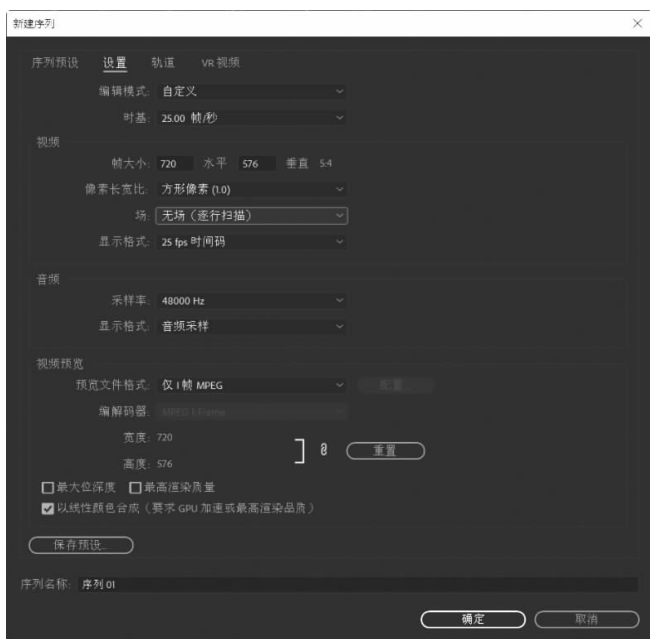 新建序列
序列预设 设置 轨道 VR 视频
编辑模式: 自定义
时基: 25.00 帧/秒
视频
帧大小: 720 水平 576 垂直 5:4
像素长宽比: 方形像素 (1.0)
场: 无场（逐行扫描）
显示格式: 25 fps 时间码
音频
采样率: 48000 Hz
显示格式: 音频采样
视频预览
预览文件格式: 仅 I 帧 MPEG 配置...
编解码器: MPEG I-Frame
宽度: 720
高度: 576
重置
最大位深度 最高渲染质量
以线性颜色合成（要求 GPU 加速或最高渲染品质）
保存预设...
序列名称: 序列 01
确定 取消